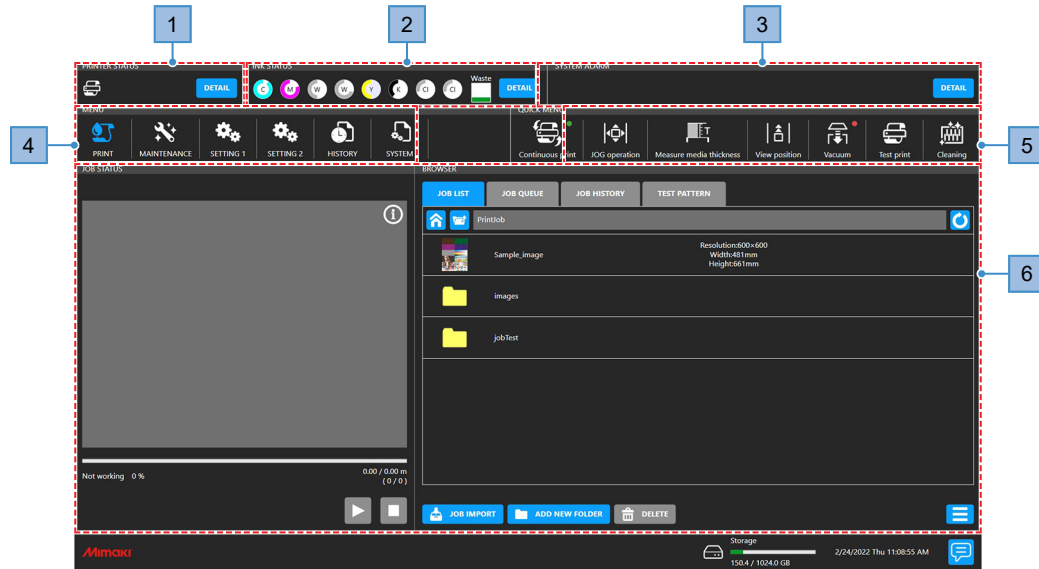 1
2
3
PRINTER STATUS
INK STATUS
SYSTEM ALARM
DETAIL
C
M
W
W
Y
K
Cl
Cl
Waste
DETAIL
DETAIL
4
MENU
QUICK MENU
PRINT
MAINTENANCE
SETTING 1
SETTING 2
HISTORY
SYSTEM
Continuous print
JOG operation
Measure media thickness
View position
Vacuum
Test print
Cleaning
5
JOB STATUS
BROWSER
JOB LIST
JOB QUEUE
JOB HISTORY
TEST PATTERN
PrintJob
Sample_image
Resolution:600×600
Width:481mm
Height:661mm
6
images
jobTest
Not working 0 %
0.00 / 0.00 m
( 0 / 0 )
JOB IMPORT
ADD NEW FOLDER
DELETE
Mimaki
Storage
150.4 / 1024.0 GB
2/24/2022 Thu 11:08:55 AM